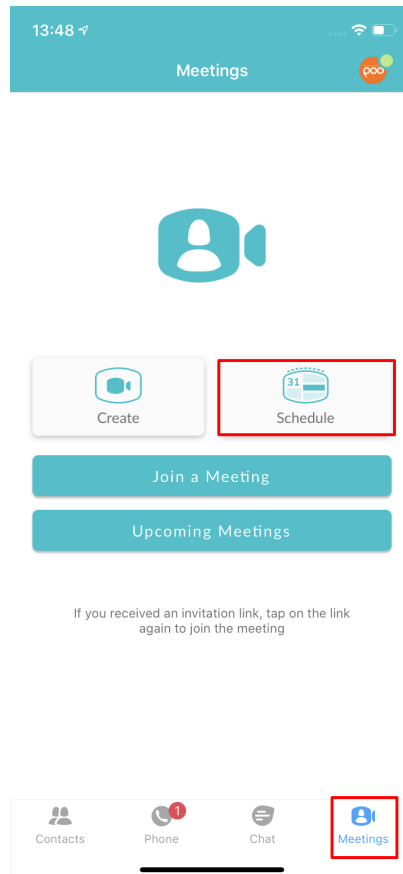 13:48
Meetings
poo
31
Create
Schedule
Join a Meeting
Upcoming Meetings
If you received an invitation link, tap on the link
again to join the meeting
1
Contacts
Phone
Chat
Meetings